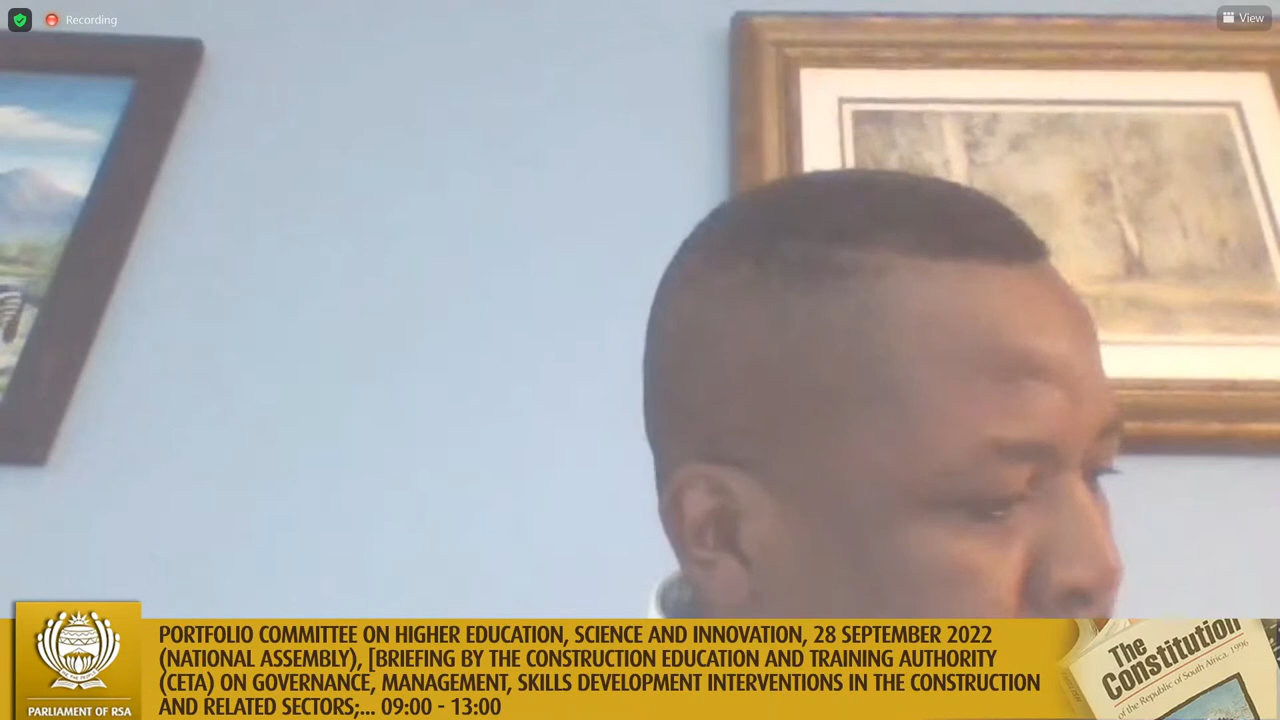 Recording
View
PORTFOLIO COMMITTEE ON HIGHER EDUCATION, SCIENCE AND INNOVATION, 28 SEPTEMBER 2022
(NATIONAL ASSEMBLY), [BRIEFING BY THE CONSTRUCTION EDUCATION AND TRAINING AUTHORITY
(CETA) ON GOVERNANCE, MANAGEMENT, SKILLS DEVELOPMENT INTERVENTIONS IN THE CONSTRUCTION
AND RELATED SECTORS;... 09:00 - 13:00
PARLIAMENT OF RSA
The
Constitution
of the Republic of South Africa, 1996